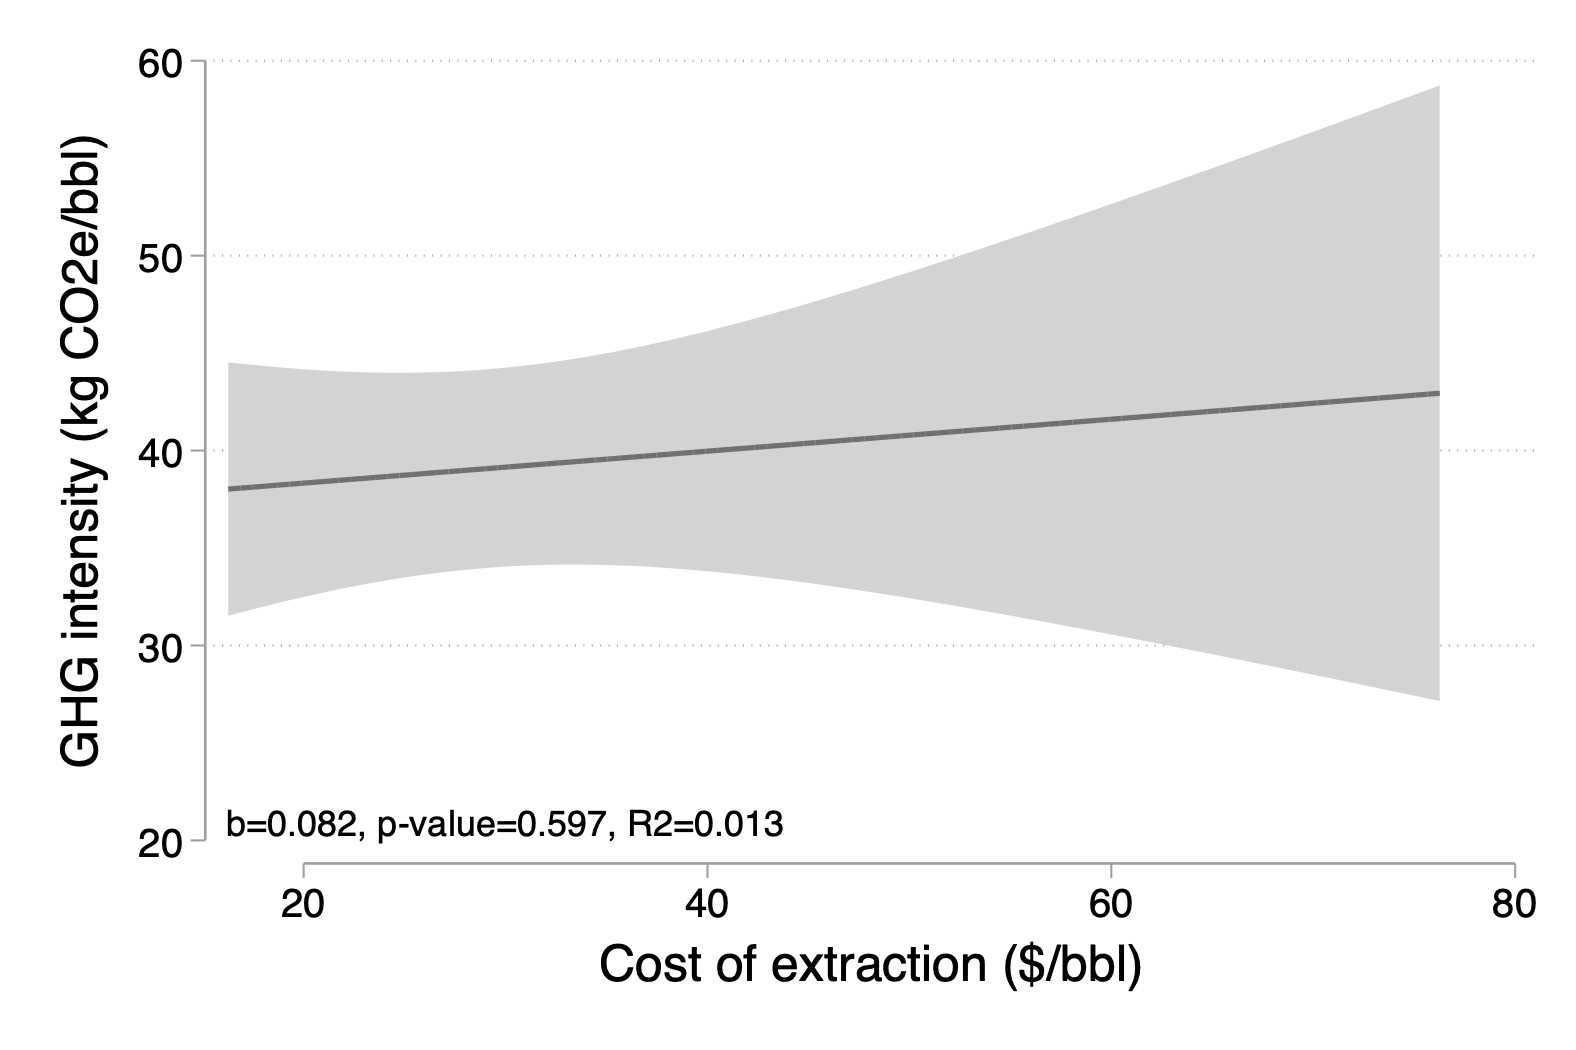 GHG intensity (kg CO2e/bbl)
60
50
40
30
20
b=0.082, p-value=0.597, R2=0.013
20 40 60 80
Cost of extraction ($/bbl)